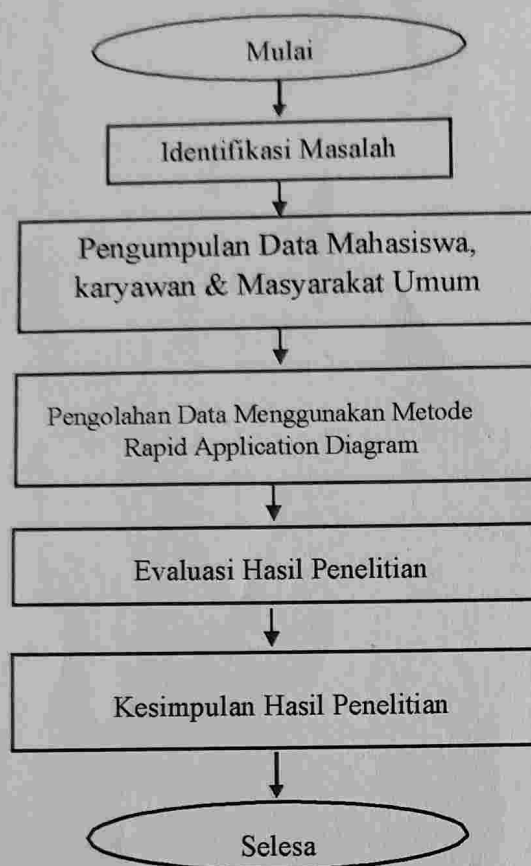 Mulai
Identifikasi Masalah
Pengumpulan Data Mahasiswa,
karyawan & Masyarakat Umum
Pengolahan Data Menggunakan Metode
Rapid Application Diagram
Evaluasi Hasil Penelitian
Kesimpulan Hasil Penelitian
Selesa